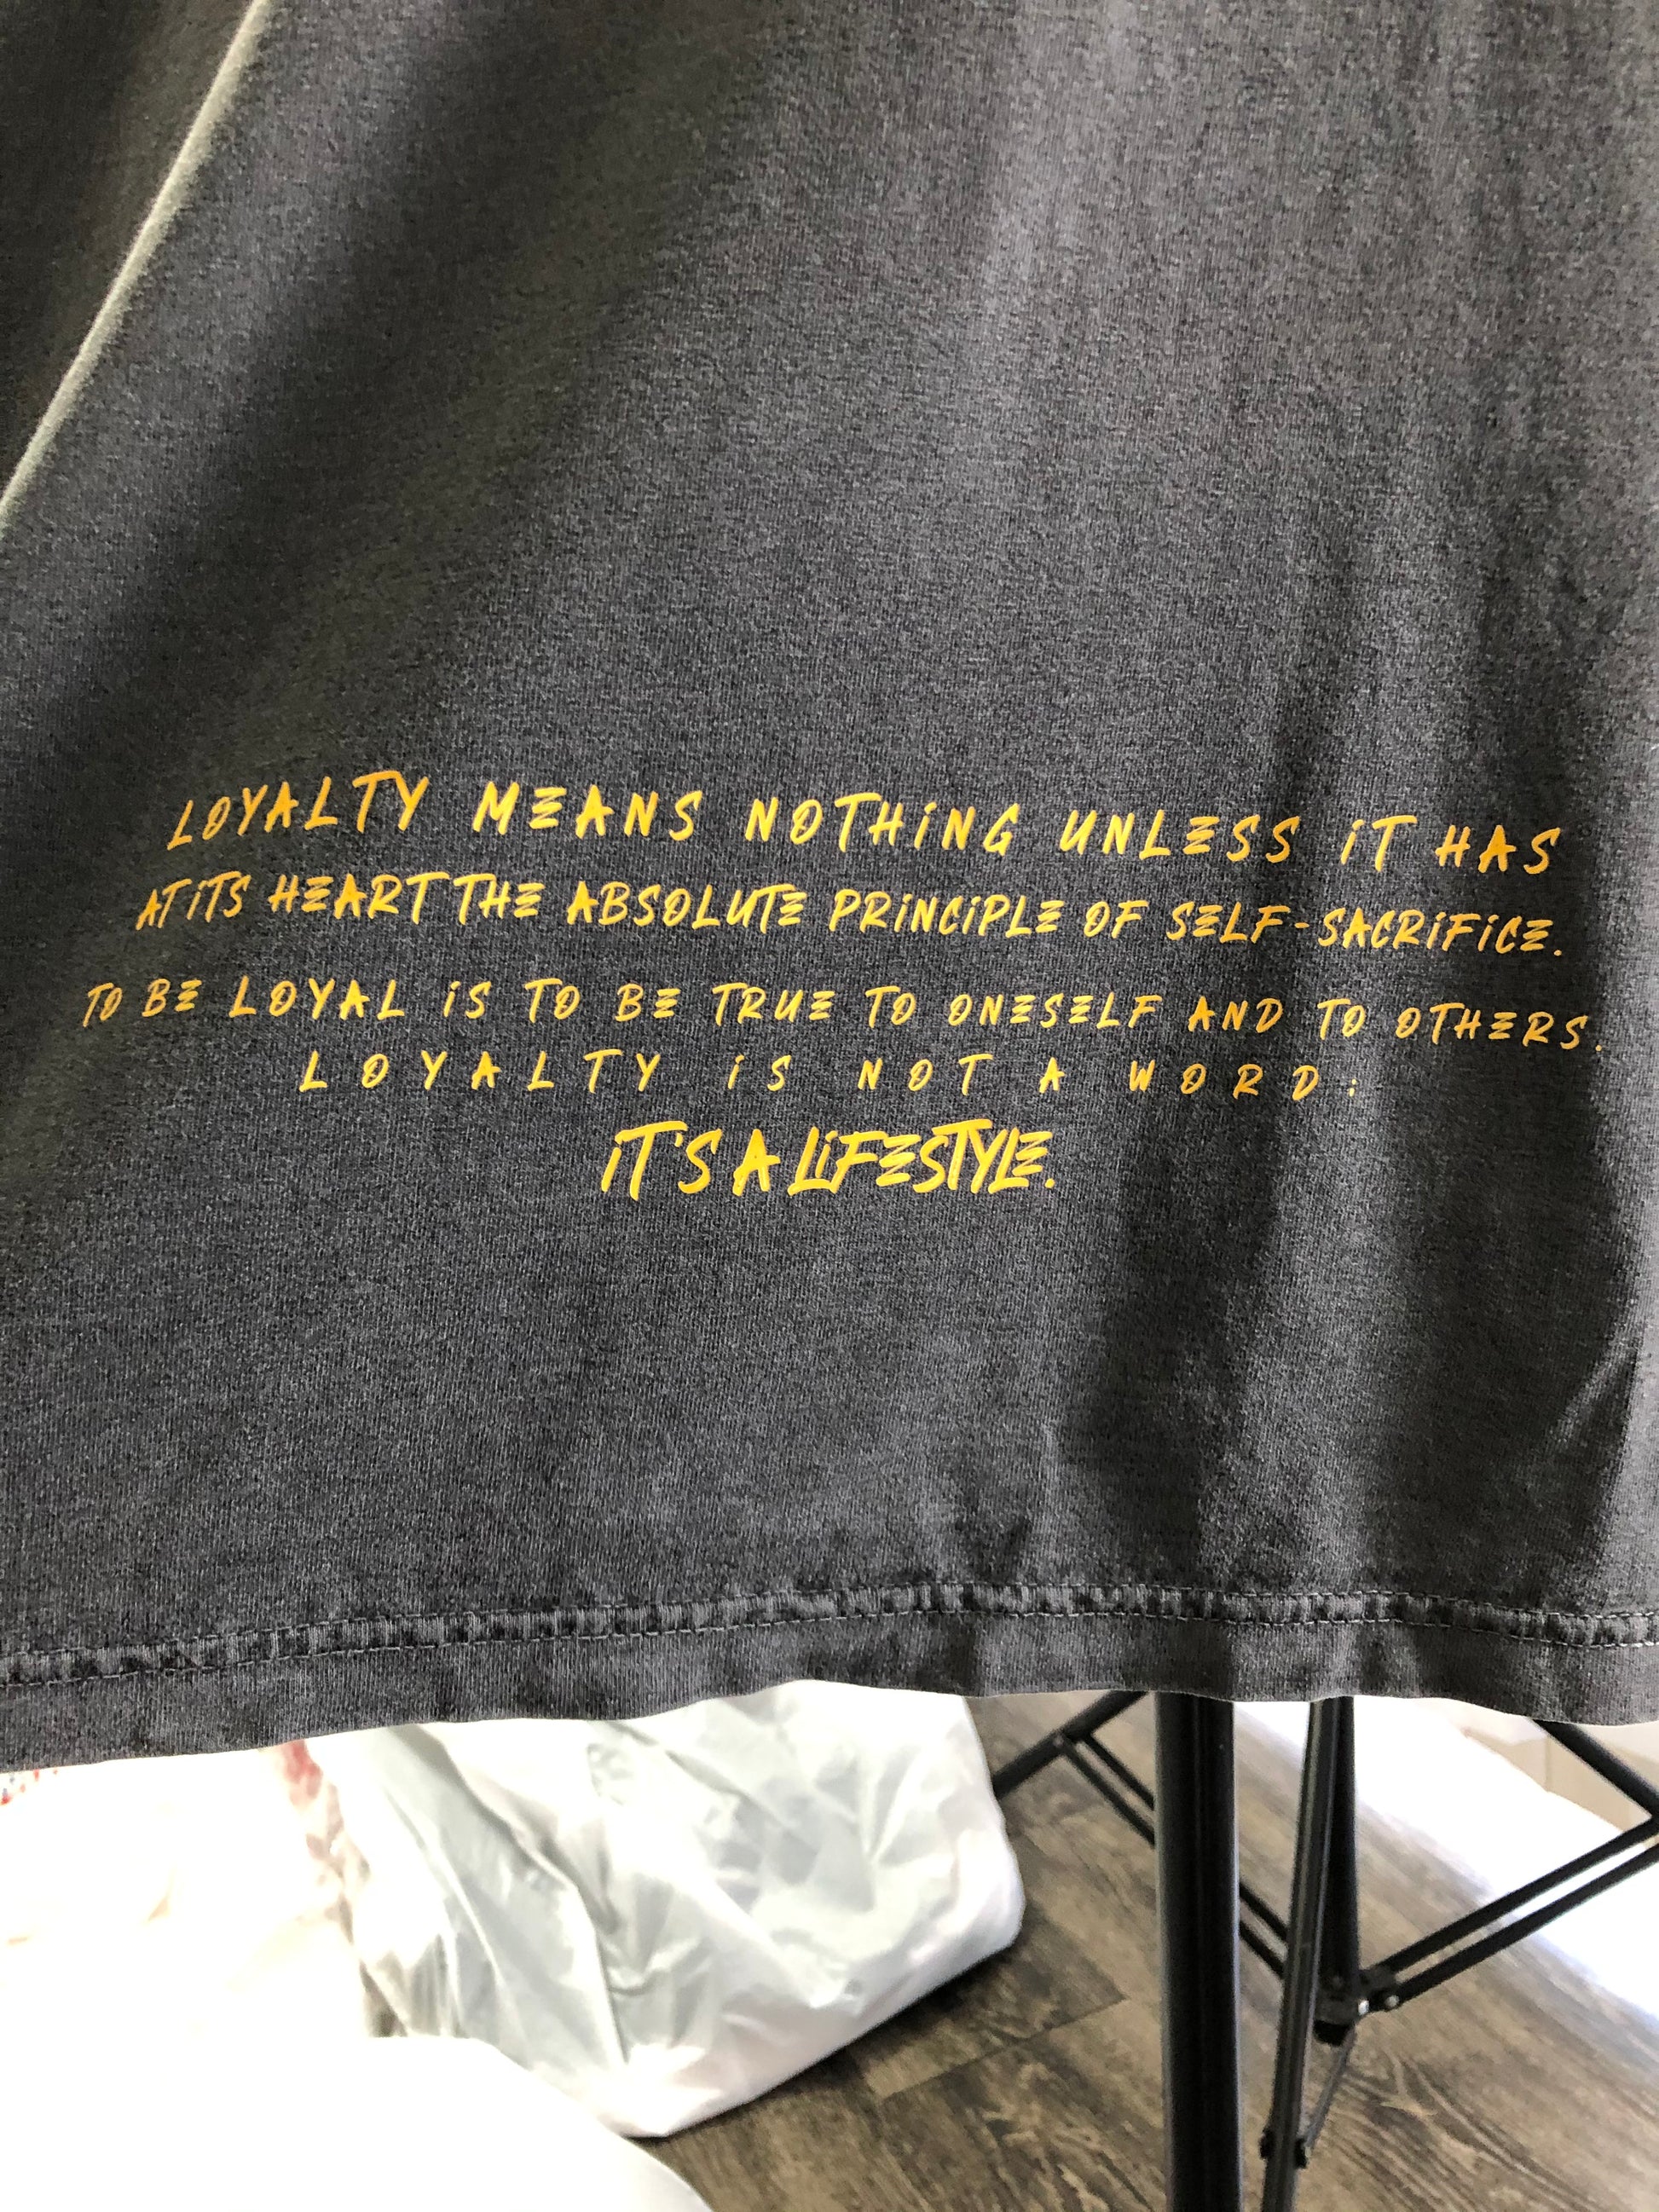 LOYALTY MEANS NOTHING UNLESS iT HAS
AT iTS HEART THE ABSOLUTE PRiNCiPLE OF SELF-SACRiFiCE.
TO BE LOYAL iS TO BE TRUE TO ONESELF AND TO OTHERS.
LOYALTY iS NOT A WORD;
iT'S A LiFESTYLE.